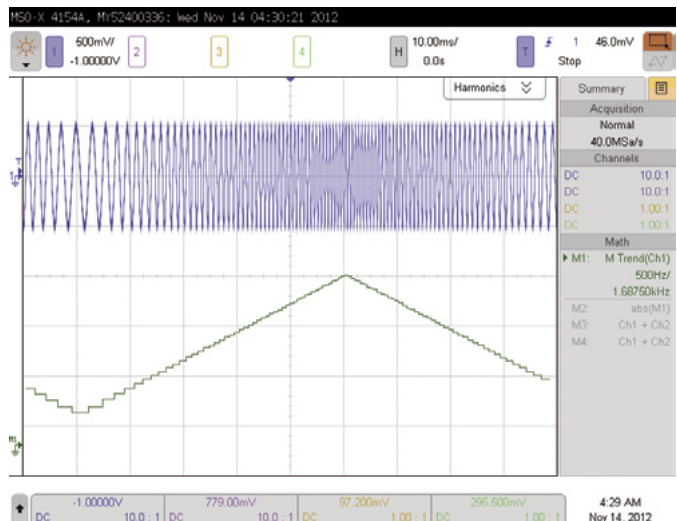 MSO-X 4154A, MY52400336: Wed Nov 14 04:30:21 2012
1 500mV/ -1.00000V 2 3 4 H 10.00ms/ 0.0s T 1 46.0mV Stop
Harmonics
Summary
Acquisition
Normal
40.0MSa/s
Channels
DC 10.0:1
DC 10.0:1
DC 1.00:1
DC 1.00:1
Math
M1: M Trend(Ch1)
500Hz/
1.68750kHz
M2: abs(M1)
M3: Ch1 + Ch2
M4: Ch1 + Ch2
T
1
M1
-1.00000V 779.00mV 97.200mV 295.500mV 4:29 AM
DC 10.0 : 1 DC 10.0 : 1 DC 1.00 : 1 DC 1.00 : 1 Nov 14, 2012